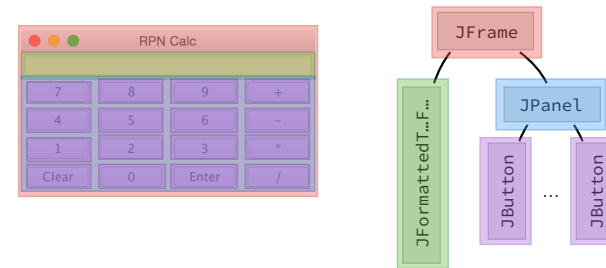 RPN Calc
7 8 9 +
4 5 6 -
1 2 3 *
Clear 0 Enter /
JFrame
JFormattedT…F…
JPanel
JButton … JButton